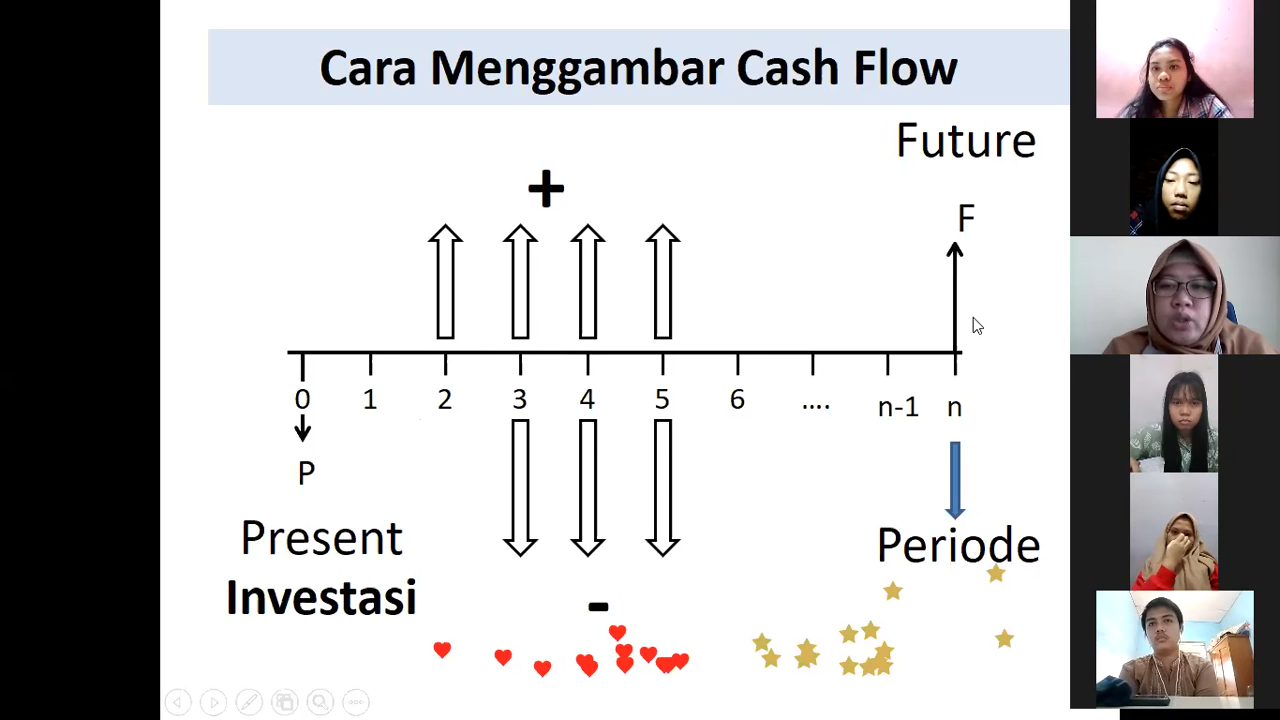 Cara Menggambar Cash Flow
Future
+
F
0 1 2 3 4 5 6 .... n-1 n
P
Present
Periode
Investasi
-